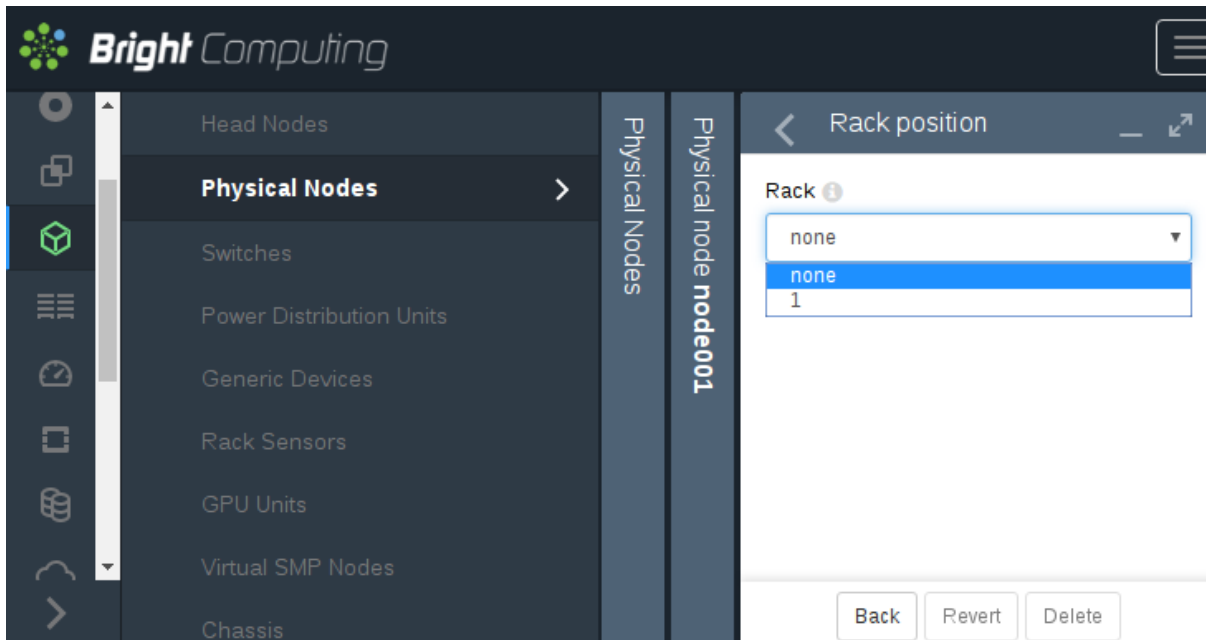 Bright Computing
Head Nodes
Physical Nodes
Switches
Power Distribution Units
Generic Devices
Rack Sensors
GPU Units
Virtual SMP Nodes
Chassis
Physical Nodes
Physical node node001
Rack position
Rack
none
none
1
Back Revert Delete